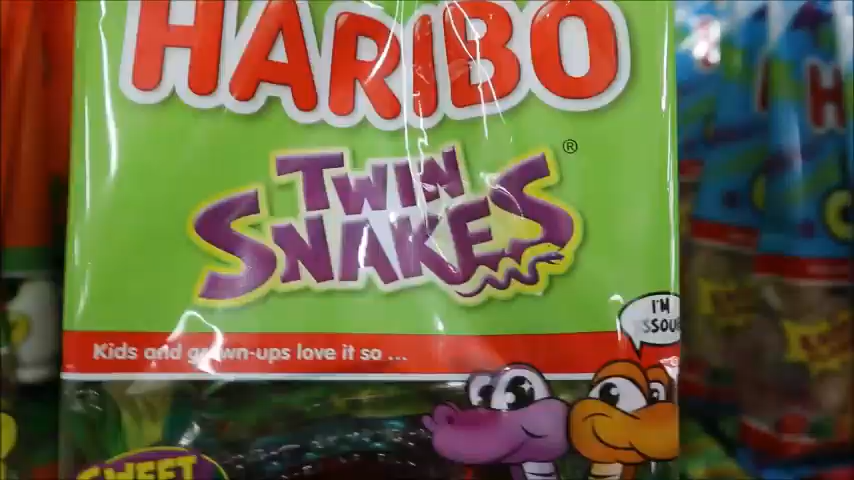 HARIBO
TWIN
SNAKES
®
I'M
SSOUR
Kids and grown-ups love it so ...
SWEET